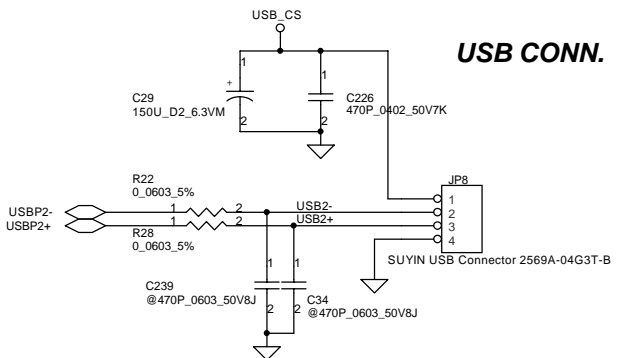 USB_CS
USB CONN.
1
1
C29
150U_D2_6.3VM
+
C226
470P_0402_50V7K
2
2
R22
0_0603_5%
JP8
1
USBP2-
1
2
USB2-
2
USBP2+
1
2
USB2+
3
R28
0_0603_5%
4
SUYIN USB Connector 2569A-04G3T-B
1
1
C239
@470P_0603_50V8J
2
2
C34
@470P_0603_50V8J